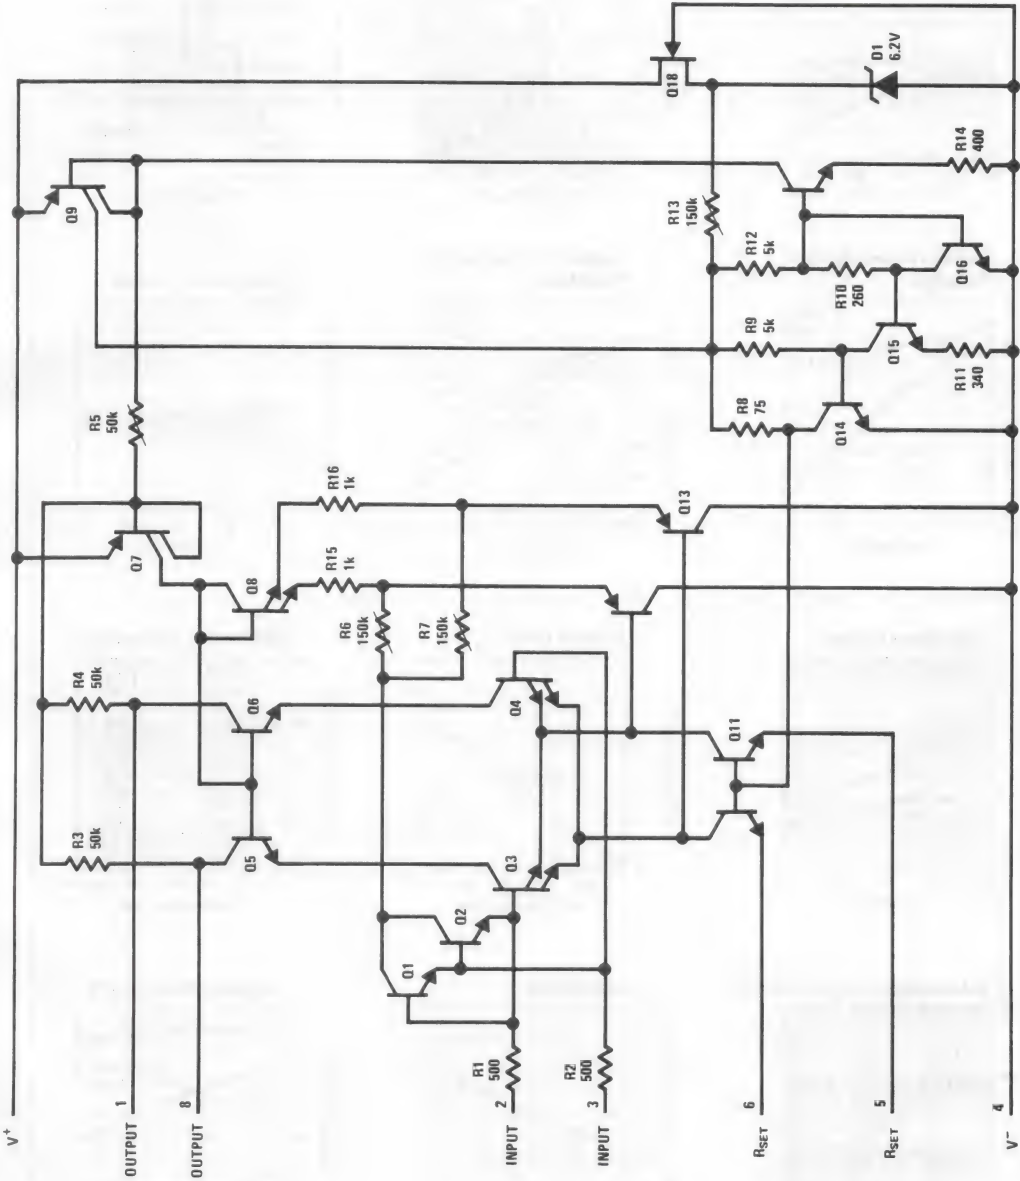 V+
OUTPUT 1
OUTPUT 8
INPUT 2
INPUT 3
RSET 6
RSET 5
V- 4
R1
500
R2
500
R3
50k
R4
50k
R5
50k
R6
150k
R7
150k
R15
1k
R16
1k
R8
75
R9
5k
R12
5k
R13
150k
R10
260
R11
340
R14
400
D1
6.2V
Q1
Q2
Q3
Q4
Q5
Q6
Q7
Q8
Q9
Q11
Q13
Q14
Q15
Q16
Q18